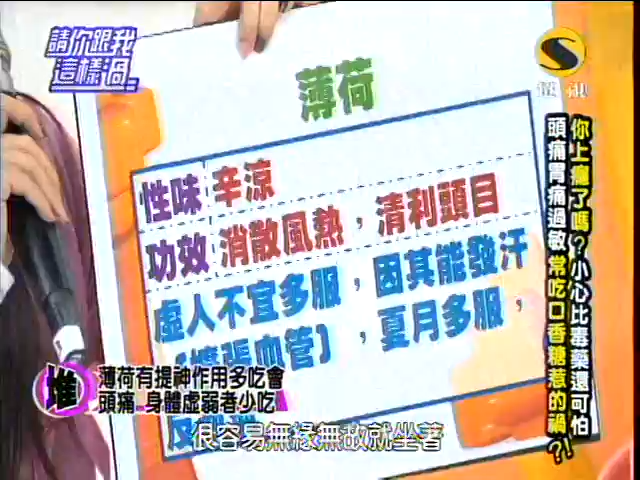 請你跟我
這樣過
S
薄荷
性味 辛涼
功效 消散風熱,清利頭目
虛人不宜多服,因其能發汗
〔擴張血管〕,夏月多服,
反
你上癮了嗎?小心比毒藥還可怕
頭痛胃痛過敏 常吃口香糖惹的禍?!
堆
薄荷有提神作用多吃會
頭痛 身體虛弱者少吃
很容易無緣無故就坐著